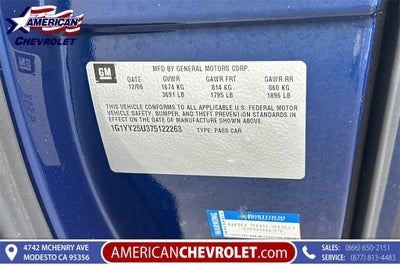 AMERICAN
CHEVROLET
GM
MFD BY GENERAL MOTORS CORP.
DATE GVWR GAWR FRT GAWR RR
12/06 1674 KG 814 KG 860 KG
3691 LB 1795 LB 1896 LB
THIS VEHICLE CONFORMS TO ALL APPLICABLE U.S. FEDERAL MOTOR
VEHICLE SAFETY, BUMPER, AND THEFT PREVENTION STANDARDS IN
EFFECT ON THE DATE OF MANUFACTURE SHOWN ABOVE.
1G1YY25U375122263 TYPE: PASS CAR
WARNING
4742 MCHENRY AVE
MODESTO CA 95356
AMERICANCHEVROLET.com
SALES: (866) 650-2151
SERVICE: (877) 813-4483